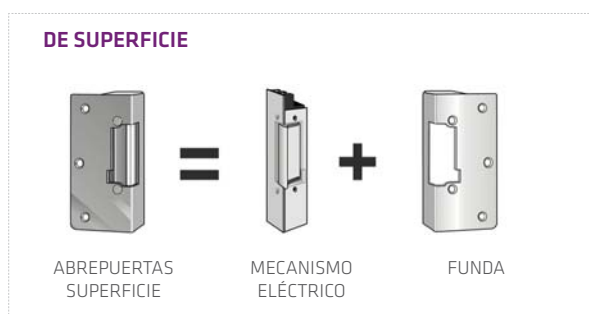 DE SUPERFICIE
ABREPUERTAS
SUPERFICIE
MECANISMO
ELÉCTRICO
FUNDA